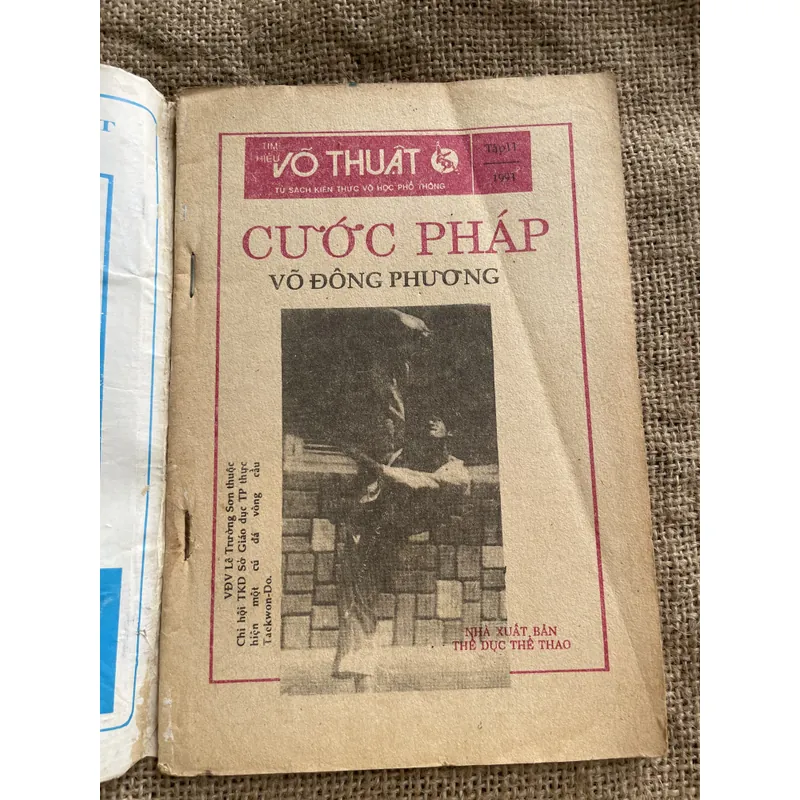 T
TÌM
HIỂU
VÕ THUẬT
TỦ SÁCH KIẾN THỨC VÕ HỌC PHỔ THÔNG
Tập 11
1991
CƯỚC PHÁP
VÕ ĐÔNG PHƯƠNG
VĐV Lê Trường Sơn thuộc
Chi hội TKD Sở Giáo dục TP thực
hiện một cú đá vòng cầu
Taekwon-Do.
NHÀ XUẤT BẢN
THỂ DỤC THỂ THAO